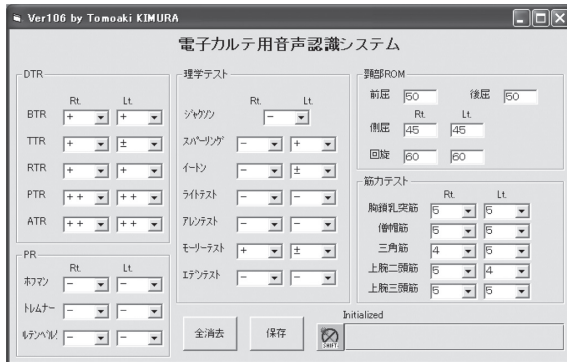 Ver106 by Tomoaki KIMURA
電子カルテ用音声認識システム
DTR
Rt. Lt.
BTR + +
TTR + ±
RTR + +
PTR ++ ++
ATR ++ ++
PR
Rt. Lt.
ホフマン − −
トレムナー − −
− −
理学テスト
Rt. Lt.
ジャクソン −
スパーリング − +
イートン − ±
ライトテスト − −
アレンテスト − −
モーリーテスト + ±
エデンテスト − −
全消去 保存
頸部ROM
前屈 50 後屈 50
Rt. Lt.
側屈 45 45
回旋 60 60
筋力テスト
Rt. Lt.
胸鎖乳突筋 5 5
僧帽筋 5 5
三角筋 4 5
上腕二頭筋 5 4
上腕三頭筋 5 5
Initialized
SHIFT